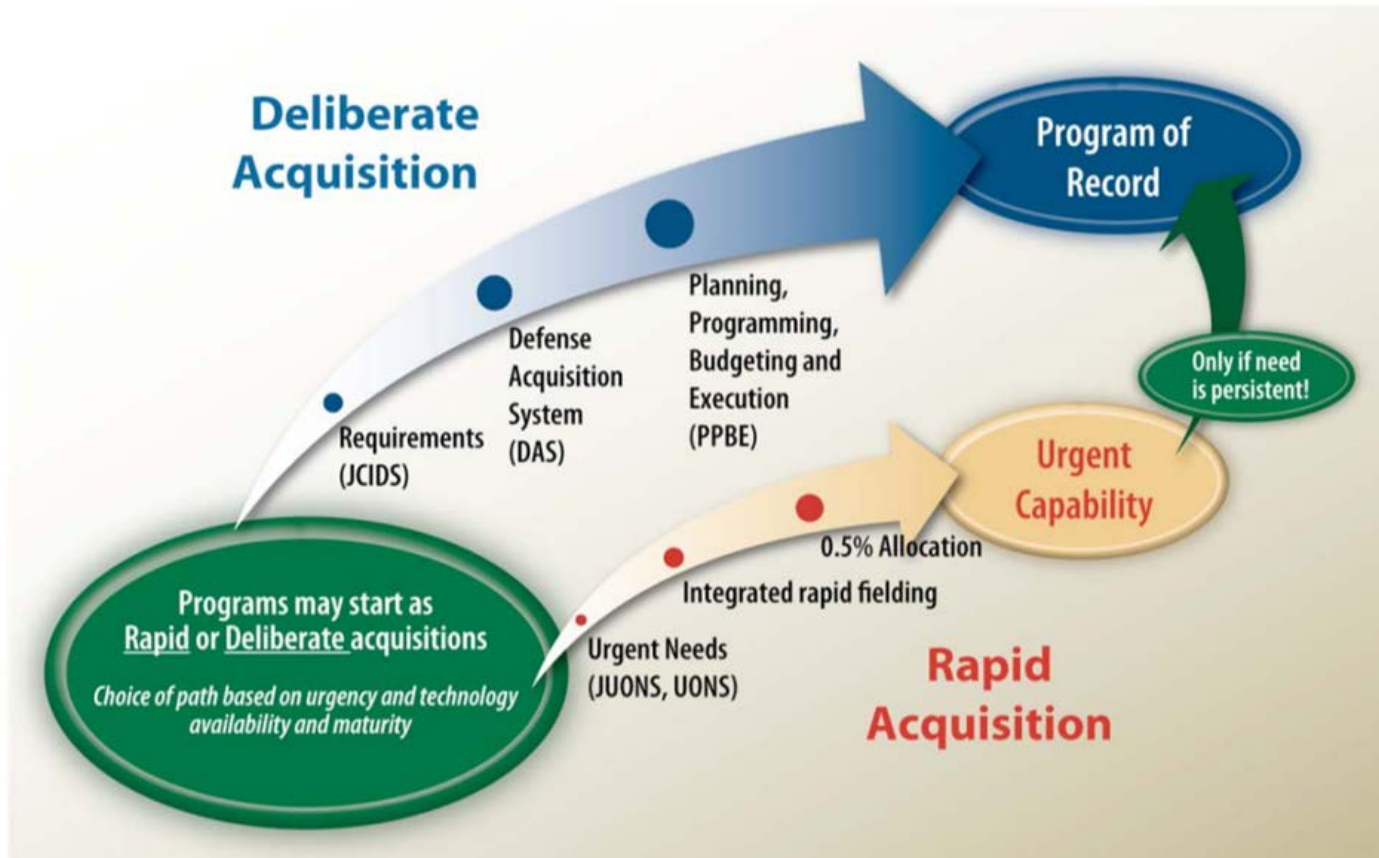 Deliberate
Acquisition
Program of
Record
Planning,
Programming,
Budgeting and
Execution
(PPBE)
Defense
Acquisition
System
(DAS)
Requirements
(JCIDS)
Only if need
is persistent!
Urgent
Capability
0.5% Allocation
Integrated rapid fielding
Urgent Needs
(JUONS, UONS)
Programs may start as
Rapid or Deliberate acquisitions
Choice of path based on urgency and technology
availability and maturity
Rapid
Acquisition